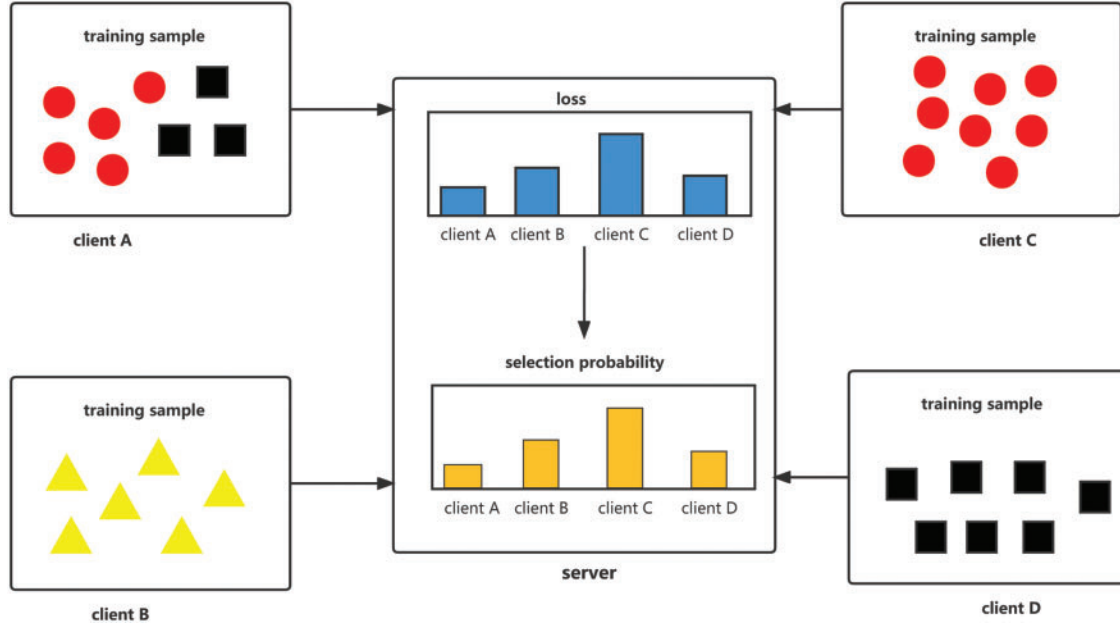 training sample
client A
training sample
client C
loss
client A client B client C client D
selection probability
client A client B client C client D
server
training sample
client B
training sample
client D